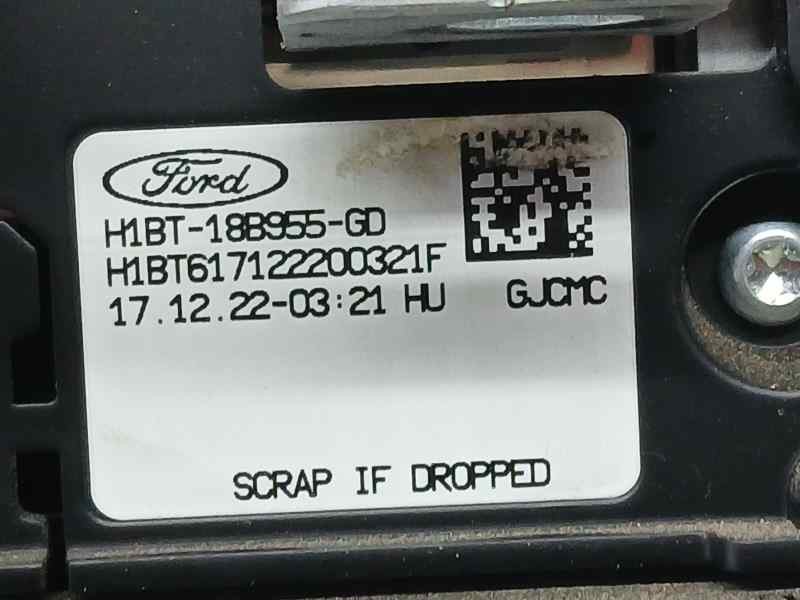 Ford
H1BT-18B955-GD
H1BT617122200321F
17.12.22-03:21 HU GJCMC
SCRAP IF DROPPED